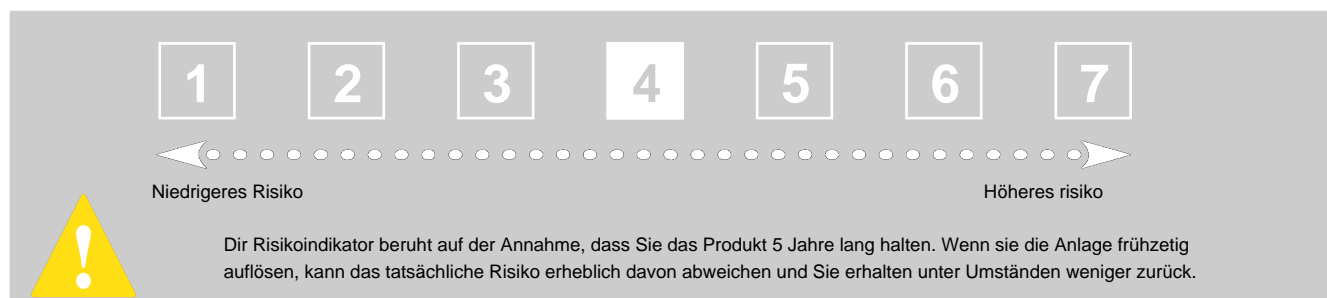 1 2 3 4 5 6 7
Niedrigeres Risiko Höheres risiko
Dir Risikoindikator beruht auf der Annahme, dass Sie das Produkt 5 Jahre lang halten. Wenn sie die Anlage frühzetig
auflösen, kann das tatsächliche Risiko erheblich davon abweichen und Sie erhalten unter Umständen weniger zurück.